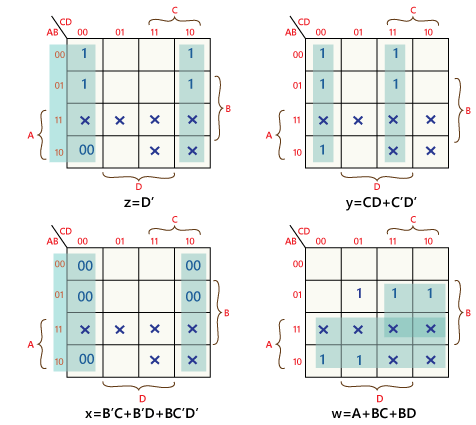 C
CD
AB 00 01 11 10
00 1 1
01 1 1
B
11 × × × ×
A
10 00 × ×
D
z=D′
C
CD
AB 00 01 11 10
00 1 1
01 1 1
B
11 × × × ×
A
10 1 × ×
D
y=CD+C′D′
C
CD
AB 00 01 11 10
00 00 00
01 00 00
B
11 × × × ×
A
10 00 × ×
D
x=B′C+B′D+BC′D′
C
CD
AB 00 01 11 10
00
01 1 1 1
B
11 × × × ×
A
10 1 1 × ×
D
w=A+BC+BD